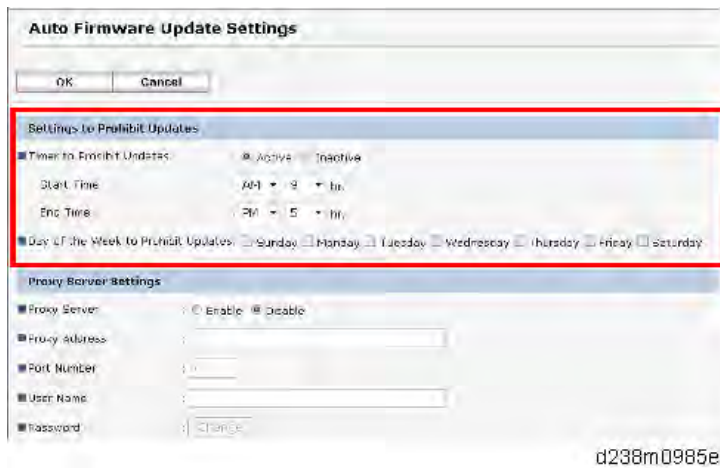 Auto Firmware Update Settings
OK Cancel
Settings to Prohibit Updates
Timer to Prohibit Updates Active Inactive
Start Time AM 9 hr.
End Time PM 5 hr.
Day of the Week to Prohibit Updates Sunday Monday Tuesday Wednesday Thursday Friday Saturday
Proxy Server Settings
Proxy Server : Enable Disable
Proxy Address :
Port Number :
User Name :
Password : Change
d238m0985e